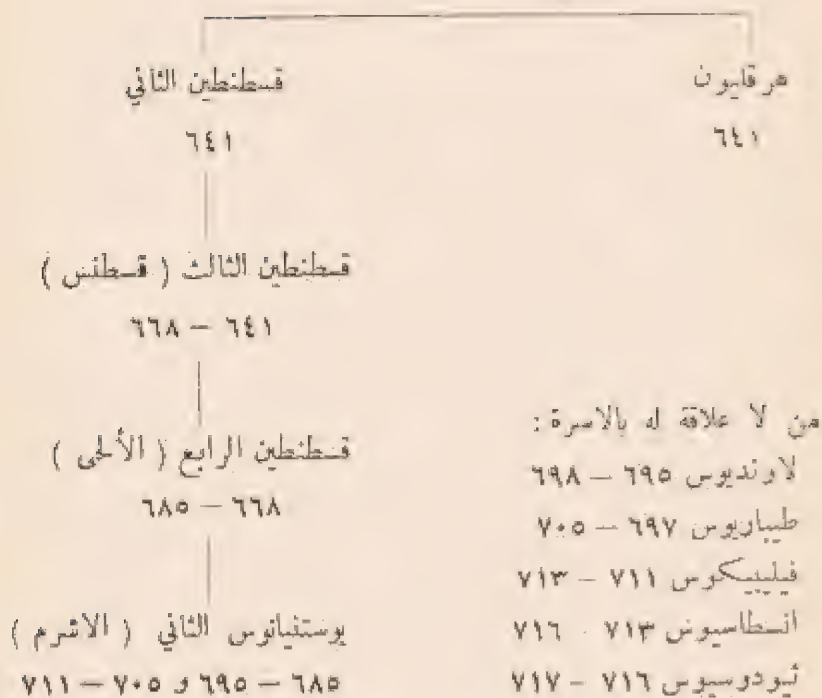 هرقليون
٦٤١
قسطنطين الثاني
٦٤١
قسطنطين الثالث ( قسطنس )
٦٤١ – ٦٦٨
قسطنطين الرابع ( الألحى )
٦٦٨ – ٦٨٥
يوستنيانوس الثاني ( الاشرم )
٦٨٥ – ٦٩٥ و ٧٠٥ – ٧١١
من لا علاقة له بالاسرة :
لاونديوس ٦٩٥ – ٦٩٨
طيباريوس ٦٩٧ – ٧٠٥
فيليبيكوس ٧١١ – ٧١٣
انسطاسيوس ٧١٣ – ٧١٦
ثيودوسيوس ٧١٦ – ٧١٧